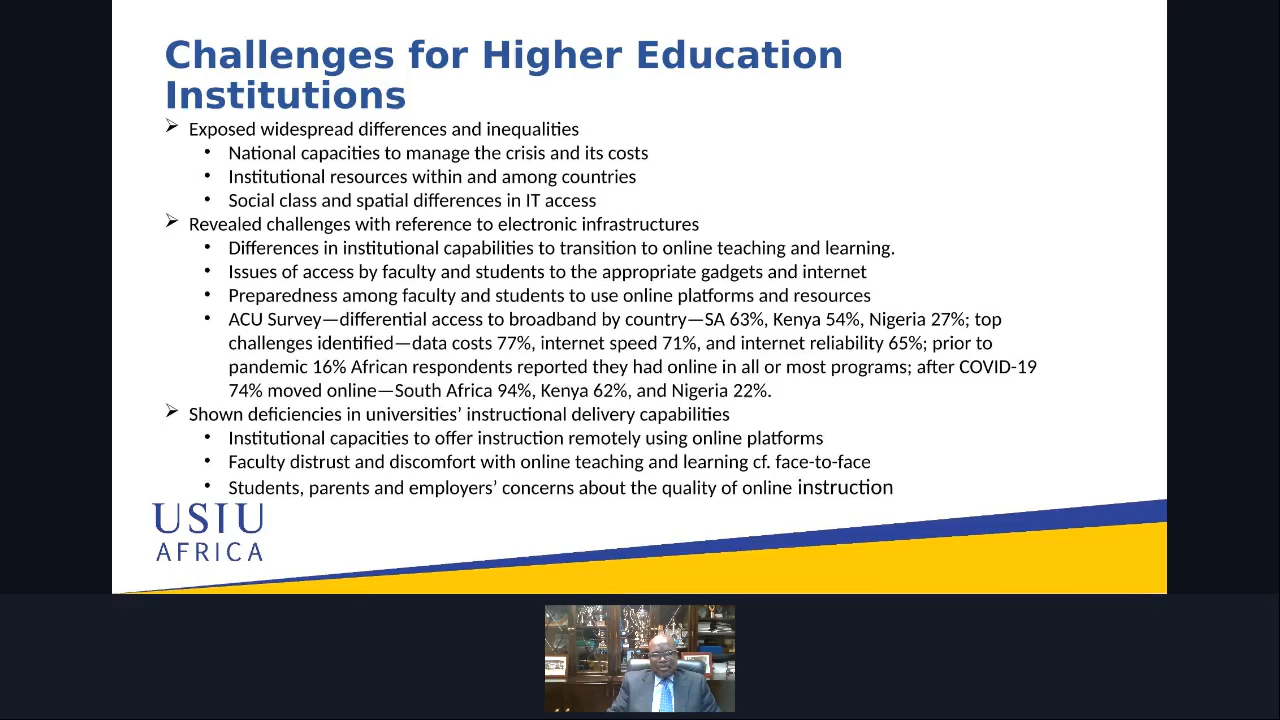 Challenges for Higher Education
Institutions
➢ Exposed widespread differences and inequalities
• National capacities to manage the crisis and its costs
• Institutional resources within and among countries
• Social class and spatial differences in IT access
➢ Revealed challenges with reference to electronic infrastructures
• Differences in institutional capabilities to transition to online teaching and learning.
• Issues of access by faculty and students to the appropriate gadgets and internet
• Preparedness among faculty and students to use online platforms and resources
• ACU Survey—differential access to broadband by country—SA 63%, Kenya 54%, Nigeria 27%; top
challenges identified—data costs 77%, internet speed 71%, and internet reliability 65%; prior to
pandemic 16% African respondents reported they had online in all or most programs; after COVID-19
74% moved online—South Africa 94%, Kenya 62%, and Nigeria 22%.
➢ Shown deficiencies in universities’ instructional delivery capabilities
• Institutional capacities to offer instruction remotely using online platforms
• Faculty distrust and discomfort with online teaching and learning cf. face-to-face
• Students, parents and employers’ concerns about the quality of online instruction
USIU
AFRICA